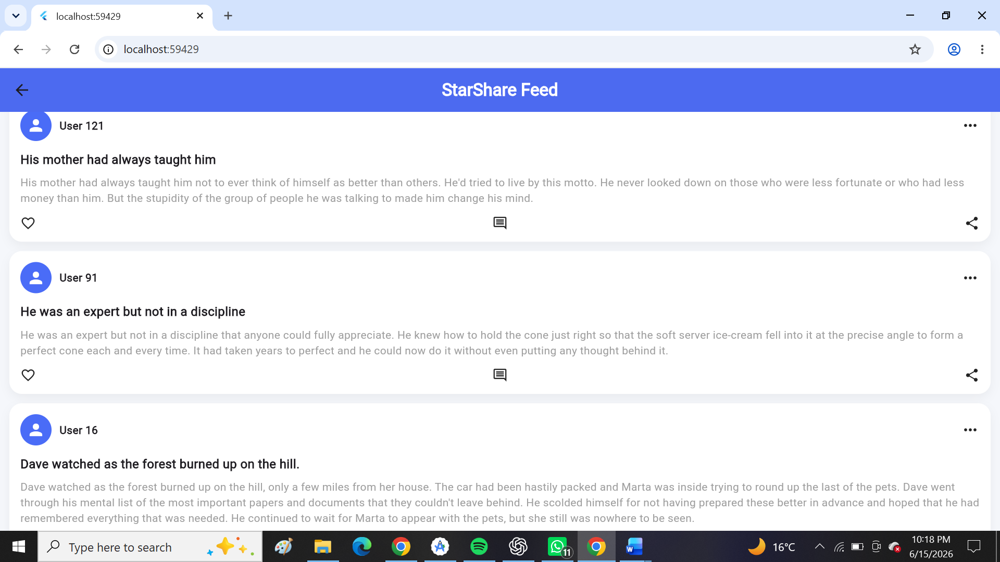 localhost:59429
localhost:59429
StarShare Feed
User 121
His mother had always taught him
His mother had always taught him not to ever think of himself as better than others. He'd tried to live by this motto. He never looked down on those who were less fortunate or who had less
money than him. But the stupidity of the group of people he was talking to made him change his mind.
User 91
He was an expert but not in a discipline
He was an expert but not in a discipline that anyone could fully appreciate. He knew how to hold the cone just right so that the soft server ice-cream fell into it at the precise angle to form a
perfect cone each and every time. It had taken years to perfect and he could now do it without even putting any thought behind it.
User 16
Dave watched as the forest burned up on the hill.
Dave watched as the forest burned up on the hill, only a few miles from her house. The car had been hastily packed and Marta was inside trying to round up the last of the pets. Dave went
through his mental list of the most important papers and documents that they couldn't leave behind. He scolded himself for not having prepared these better in advance and hoped that he had
remembered everything that was needed. He continued to wait for Marta to appear with the pets, but she still was nowhere to be seen.
Type here to search
11
W
16°C
10:18 PM
6/15/2026